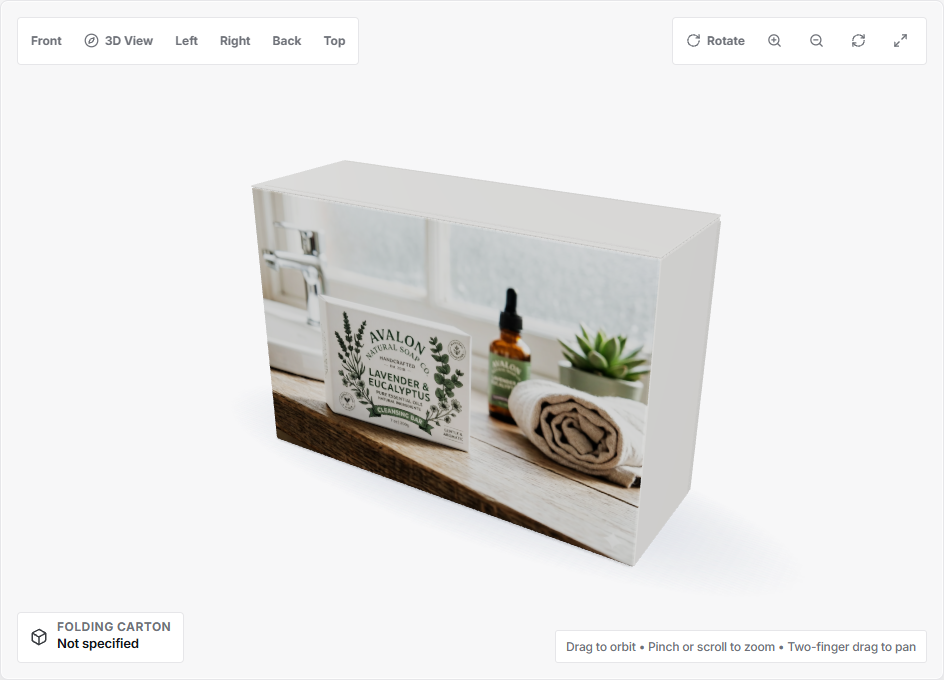 Front
3D View
Left
Right
Back
Top
Rotate
AVALON
NATURAL SOAP CO
HANDCRAFTED
LAVENDER &
EUCALYPTUS
PURE ESSENTIAL OILS
NATURAL INGREDIENTS
CLEANSING BAR
AVALON
FOLDING CARTON
Not specified
Drag to orbit • Pinch or scroll to zoom • Two-finger drag to pan